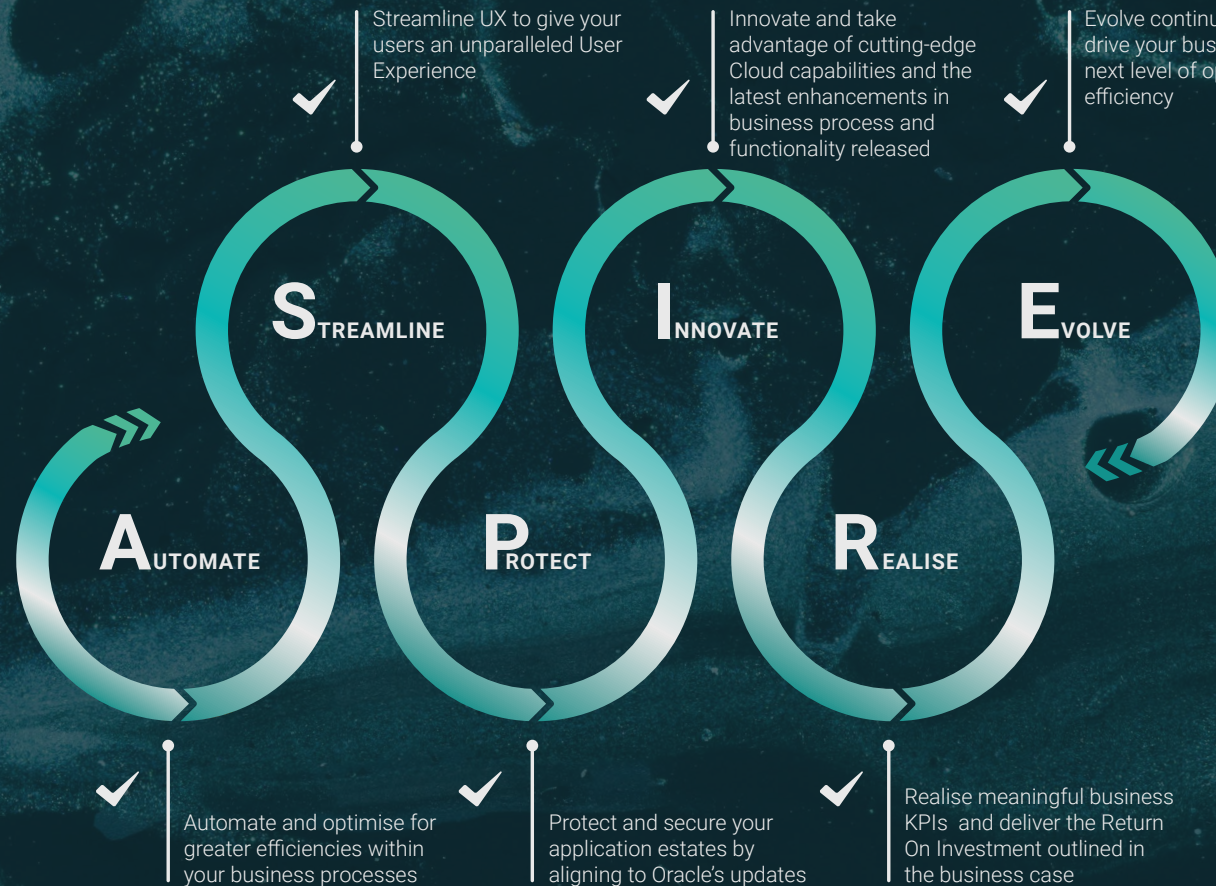 Streamline UX to give your
users an unparalleled User
Experience
Innovate and take
advantage of cutting-edge
Cloud capabilities and the
latest enhancements in
business process and
functionality released
Evolve
drive your
next level of
efficiency
STREAMLINE
INNOVATE
EVOLVE
AUTOMATE
PROTECT
REALISE
Automate and optimise for
greater efficiencies within
your business processes
Protect and secure your
application estates by
aligning to Oracle's updates
Realise meaningful business
KPIs and deliver the Return
On Investment outlined in
the business case